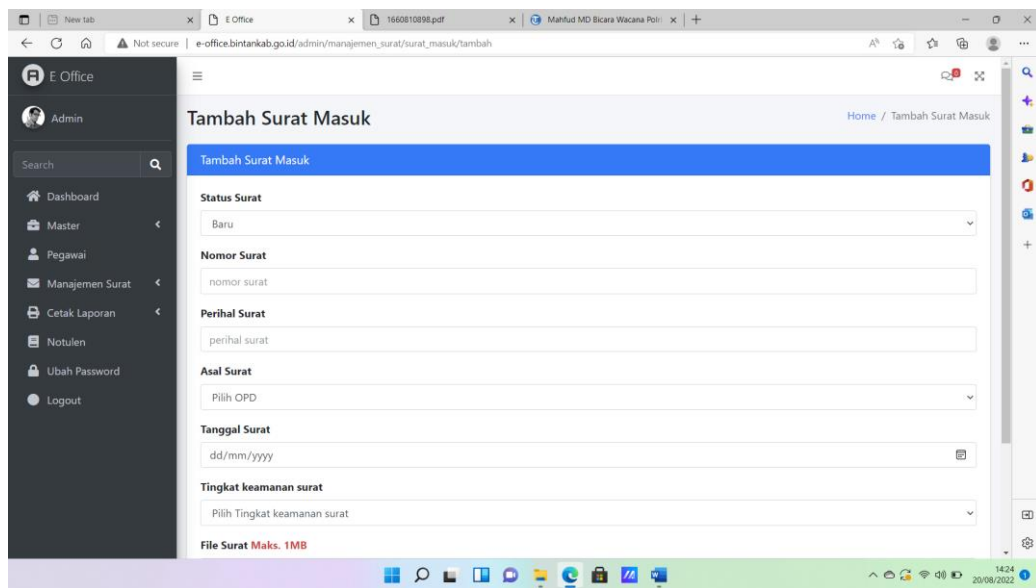 New tab
E Office
1660810898.pdf
Mahfud MD Bicara Wacana Polri
Not secure
e-office.bintankab.go.id/admin/manajemen_surat/surat_masuk/tambah
E Office
Admin
Search
Dashboard
Master
Pegawai
Manajemen Surat
Cetak Laporan
Notulen
Ubah Password
Logout
Tambah Surat Masuk
Home / Tambah Surat Masuk
Tambah Surat Masuk
Status Surat
Baru
Nomor Surat
nomor surat
Perihal Surat
perihal surat
Asal Surat
Pilih OPD
Tanggal Surat
dd/mm/yyyy
Tingkat keamanan surat
Pilih Tingkat keamanan surat
File Surat Maks. 1MB
14:24
20/08/2022